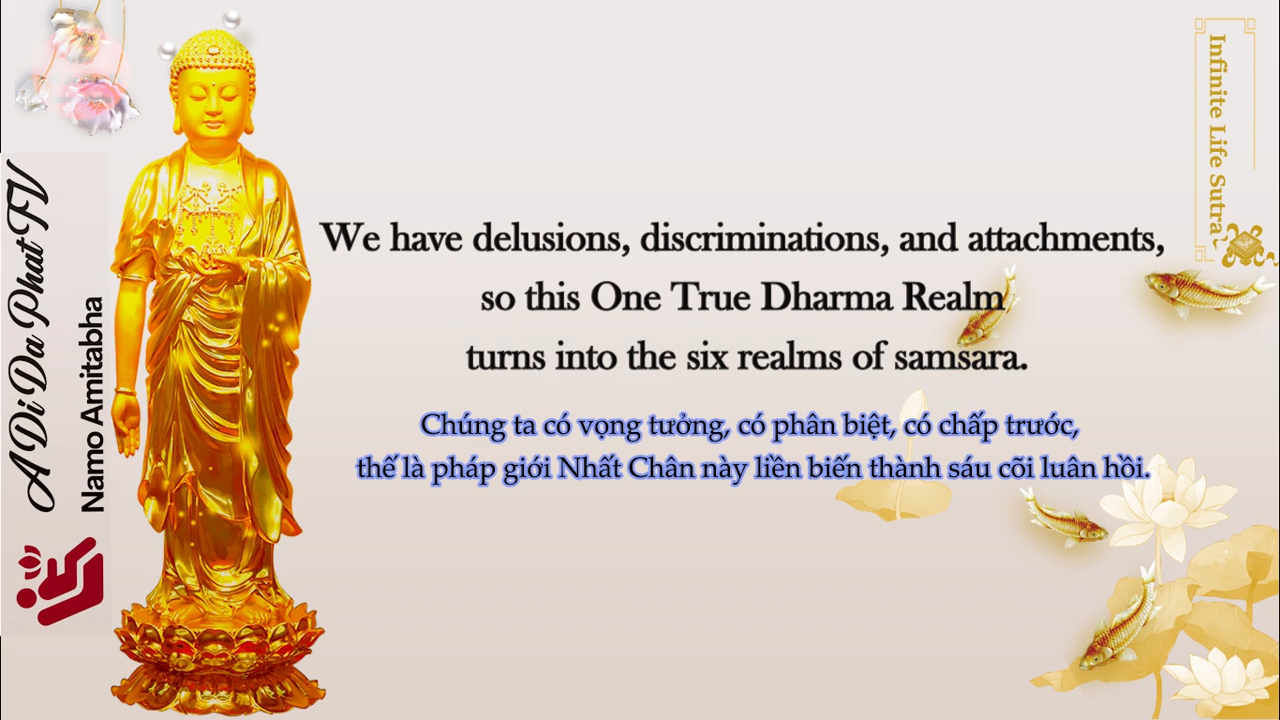 A Di Da Phat TV
Namo Amitabha
Infinite Life Sutra
We have delusions, discriminations, and attachments,
so this One True Dharma Realm
turns into the six realms of samsara.
Chúng ta có vọng tưởng, có phân biệt, có chấp trước,
thế là pháp giới Nhất Chân này liền biến thành sáu cõi luân hồi.